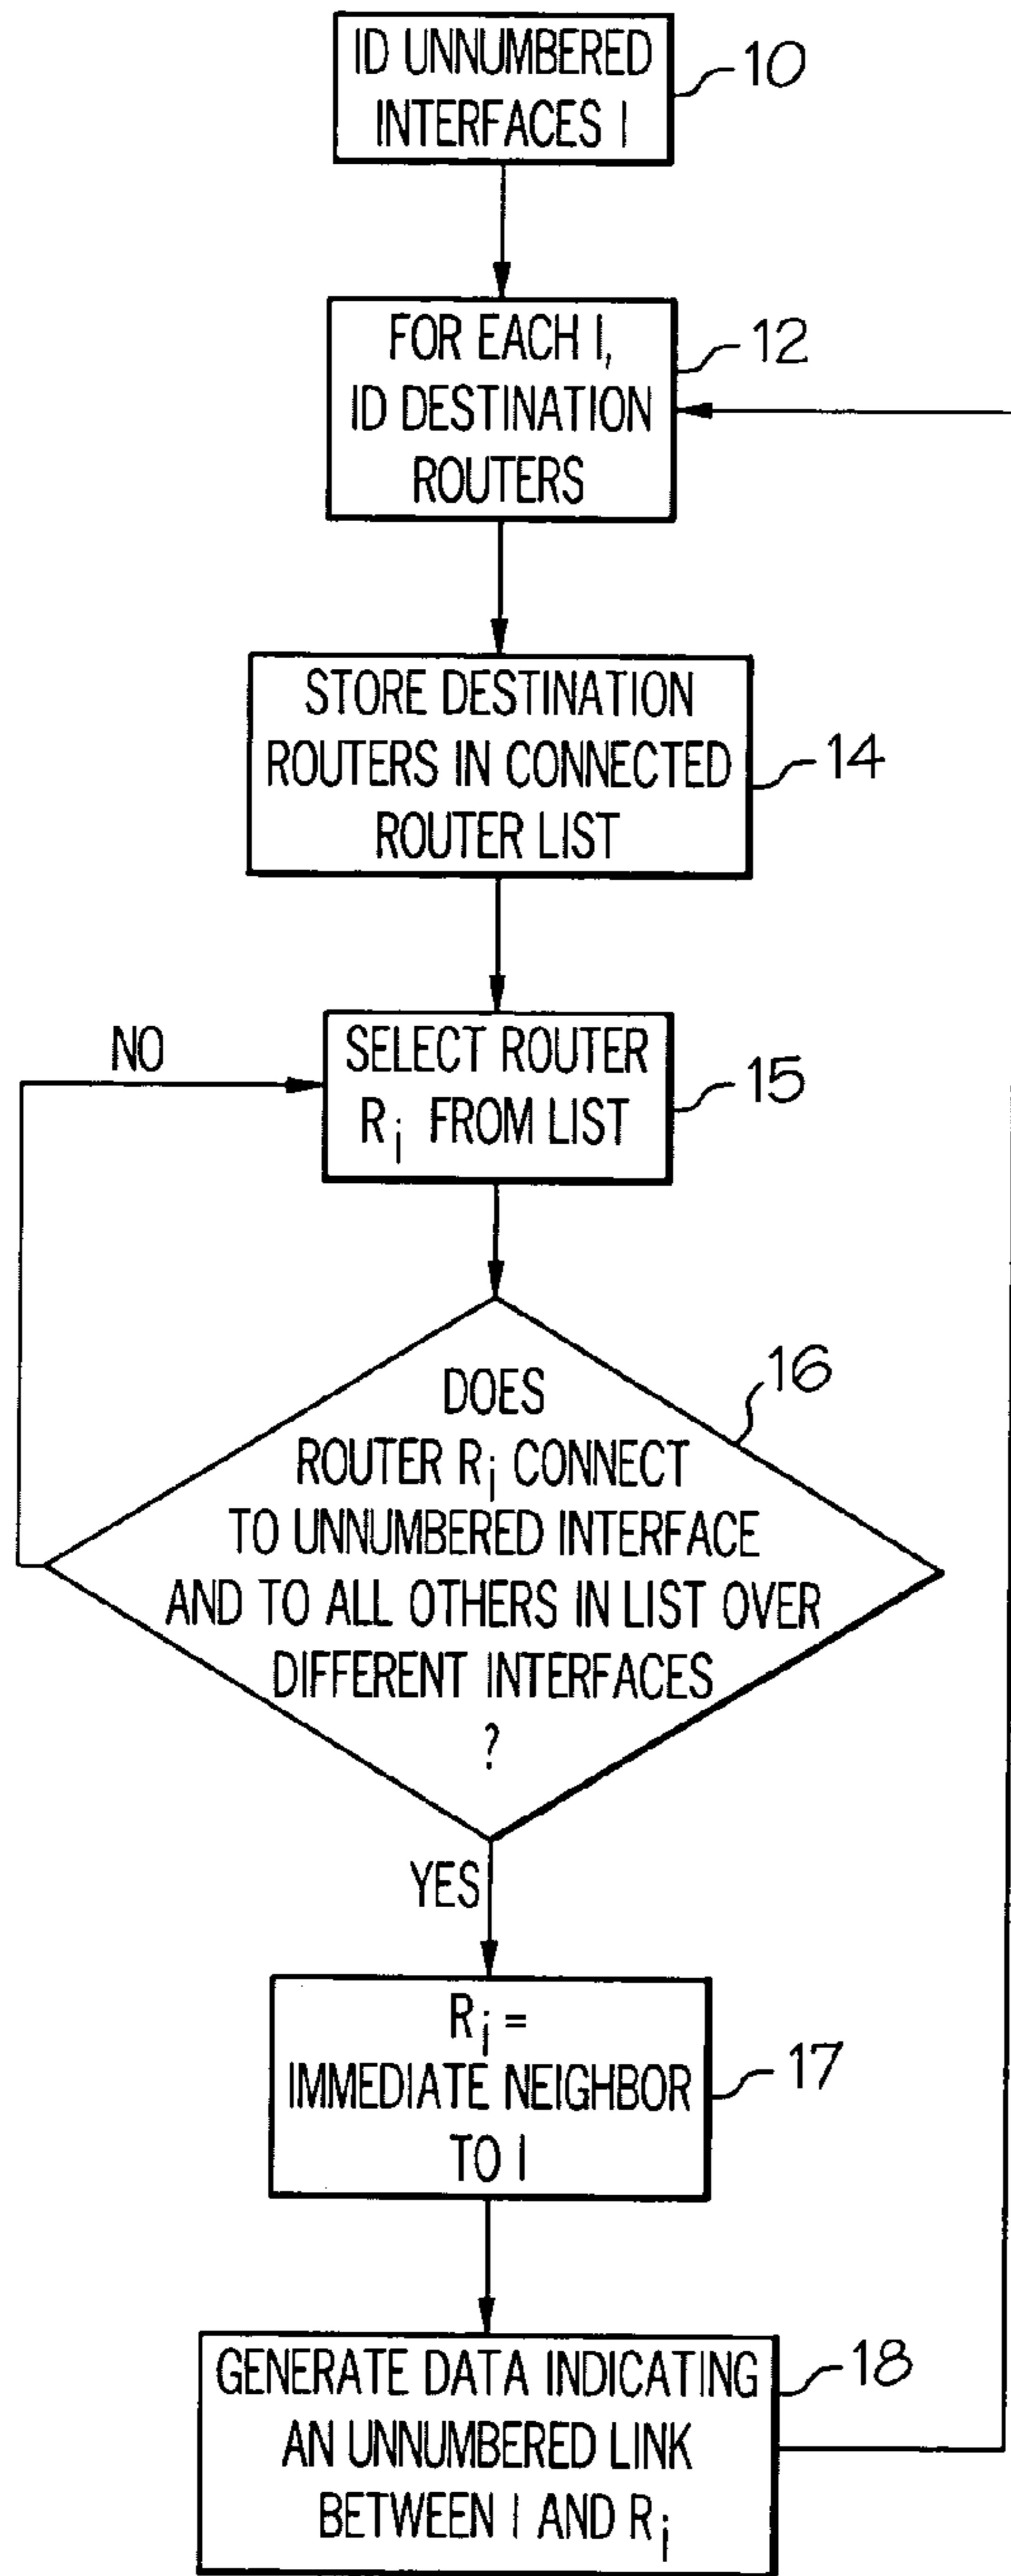 ID UNNUMBERED
INTERFACES I
10
FOR EACH I,
ID DESTINATION
ROUTERS
12
STORE DESTINATION
ROUTERS IN CONNECTED
ROUTER LIST
14
NO
SELECT ROUTER
Ri FROM LIST
15
DOES
ROUTER Ri CONNECT
TO UNNUMBERED INTERFACE
AND TO ALL OTHERS IN LIST OVER
DIFFERENT INTERFACES
?
16
YES
Ri =
IMMEDIATE NEIGHBOR
TO I
17
GENERATE DATA INDICATING
AN UNNUMBERED LINK
BETWEEN I AND Ri
18